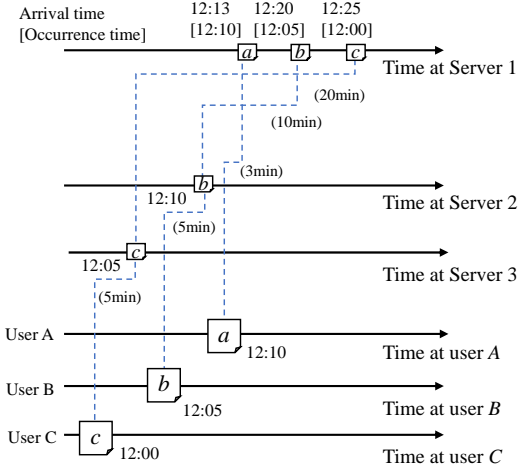 Arrival time 12:13 12:20 12:25
[Occurrence time] [12:10] [12:05] [12:00]
a b c
Time at Server 1
(20min)
(10min)
(3min)
b
12:10
Time at Server 2
(5min)
c
12:05
Time at Server 3
(5min)
User A
a
12:10
Time at user A
User B
b
12:05
Time at user B
User C
c
12:00
Time at user C